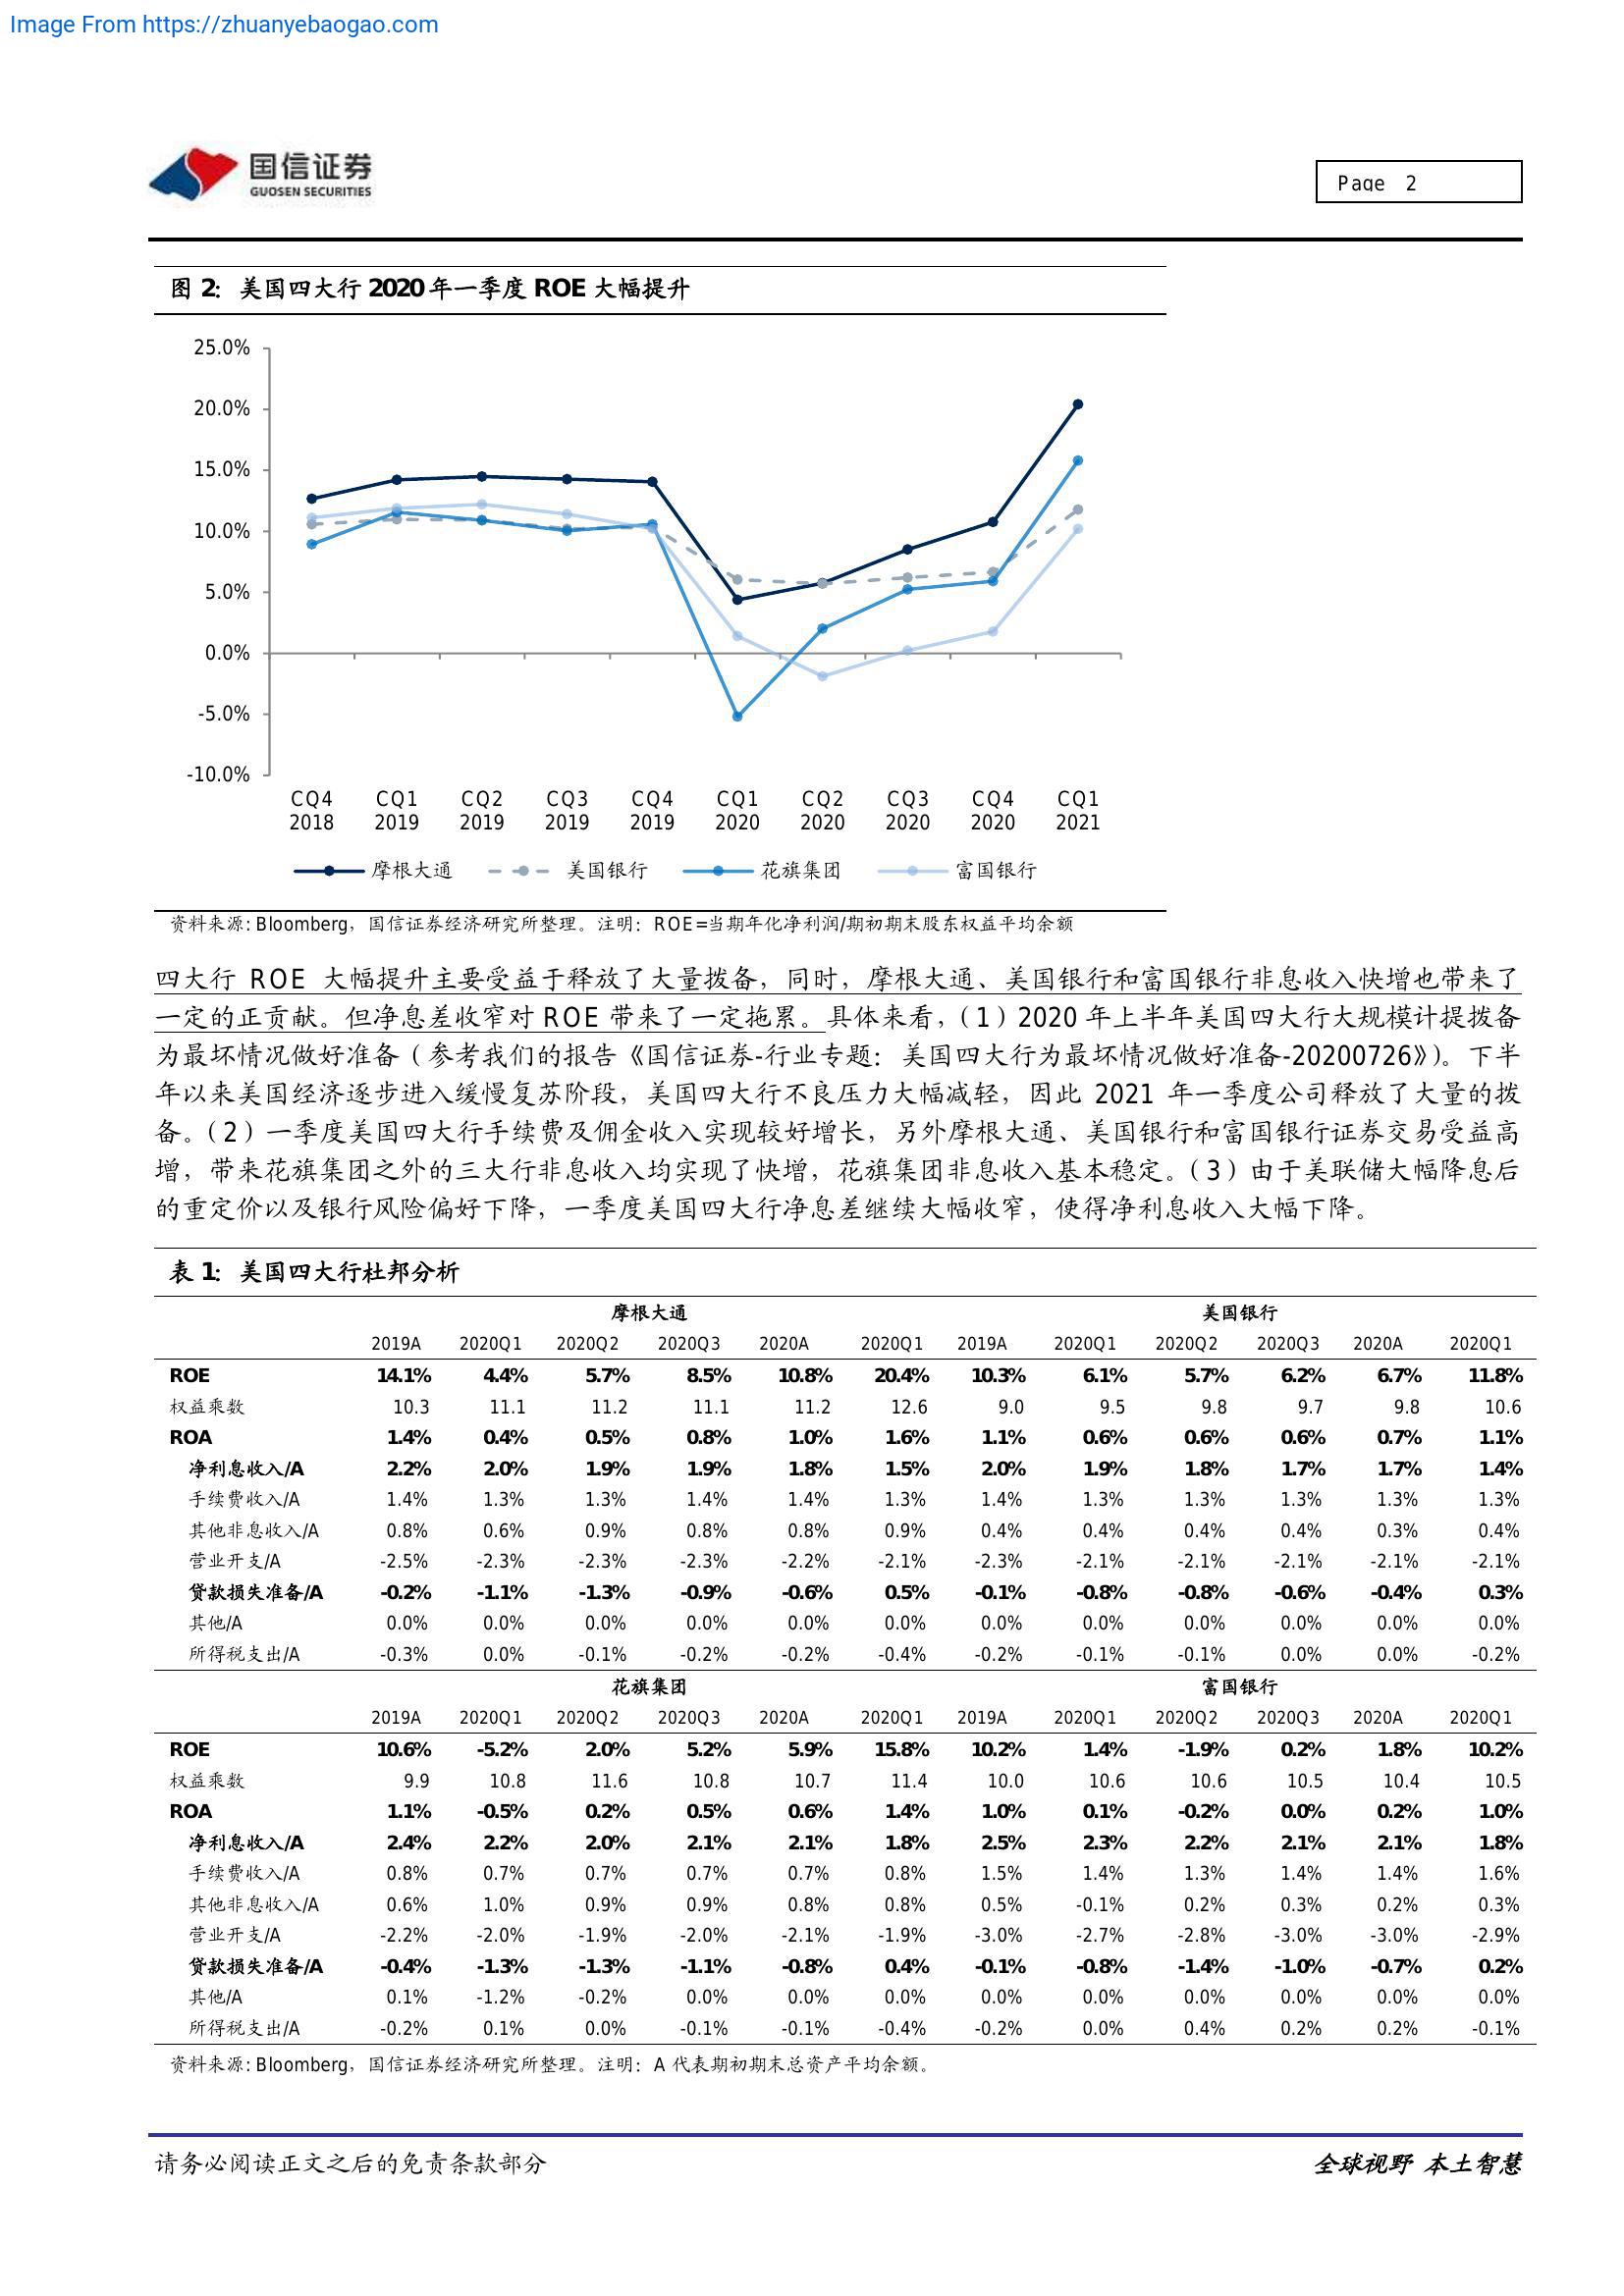 Image From https://zhuanyebaogao.com
国信证券
GUOSEN SECURITIES
Page 2
图 2：美国四大行 2020 年一季度 ROE 大幅提升
25.0%
20.0%
15.0%
10.0%
5.0%
0.0%
-5.0%
-10.0%
CQ4 CQ1 CQ2 CQ3 CQ4 CQ1 CQ2 CQ3 CQ4 CQ1
2018 2019 2019 2019 2019 2020 2020 2020 2020 2021
摩根大通 美国银行 花旗集团 富国银行
资料来源: Bloomberg，国信证券经济研究所整理。注明：ROE=当期年化净利润/期初期末股东权益平均余额
四大行 ROE 大幅提升主要受益于释放了大量拨备，同时，摩根大通、美国银行和富国银行非息收入快增也带来了
一定的正贡献。但净息差收窄对 ROE 带来了一定拖累。具体来看，（1）2020 年上半年美国四大行大规模计提拨备
为最坏情况做好准备（参考我们的报告《国信证券-行业专题：美国四大行为最坏情况做好准备-20200726》）。下半
年以来美国经济逐步进入缓慢复苏阶段，美国四大行不良压力大幅减轻，因此 2021 年一季度公司释放了大量的拨
备。（2）一季度美国四大行手续费及佣金收入实现较好增长，另外摩根大通、美国银行和富国银行证券交易受益高
增，带来花旗集团之外的三大行非息收入均实现了快增，花旗集团非息收入基本稳定。（3）由于美联储大幅降息后
的重定价以及银行风险偏好下降，一季度美国四大行净息差继续大幅收窄，使得净利息收入大幅下降。
表 1：美国四大行杜邦分析
摩根大通 美国银行
2019A 2020Q1 2020Q2 2020Q3 2020A 2020Q1 2019A 2020Q1 2020Q2 2020Q3 2020A 2020Q1
ROE 14.1% 4.4% 5.7% 8.5% 10.8% 20.4% 10.3% 6.1% 5.7% 6.2% 6.7% 11.8%
权益乘数 10.3 11.1 11.2 11.1 11.2 12.6 9.0 9.5 9.8 9.7 9.8 10.6
ROA 1.4% 0.4% 0.5% 0.8% 1.0% 1.6% 1.1% 0.6% 0.6% 0.6% 0.7% 1.1%
净利息收入/A 2.2% 2.0% 1.9% 1.9% 1.8% 1.5% 2.0% 1.9% 1.8% 1.7% 1.7% 1.4%
手续费收入/A 1.4% 1.3% 1.3% 1.4% 1.4% 1.3% 1.4% 1.3% 1.3% 1.3% 1.3% 1.3%
其他非息收入/A 0.8% 0.6% 0.9% 0.8% 0.8% 0.9% 0.4% 0.4% 0.4% 0.4% 0.3% 0.4%
营业开支/A -2.5% -2.3% -2.3% -2.3% -2.2% -2.1% -2.3% -2.1% -2.1% -2.1% -2.1% -2.1%
贷款损失准备/A -0.2% -1.1% -1.3% -0.9% -0.6% 0.5% -0.1% -0.8% -0.8% -0.6% -0.4% 0.3%
其他/A 0.0% 0.0% 0.0% 0.0% 0.0% 0.0% 0.0% 0.0% 0.0% 0.0% 0.0% 0.0%
所得税支出/A -0.3% 0.0% -0.1% -0.2% -0.2% -0.4% -0.2% -0.1% -0.1% 0.0% 0.0% -0.2%
花旗集团 富国银行
2019A 2020Q1 2020Q2 2020Q3 2020A 2020Q1 2019A 2020Q1 2020Q2 2020Q3 2020A 2020Q1
ROE 10.6% -5.2% 2.0% 5.2% 5.9% 15.8% 10.2% 1.4% -1.9% 0.2% 1.8% 10.2%
权益乘数 9.9 10.8 11.6 10.8 10.7 11.4 10.0 10.6 10.6 10.5 10.4 10.5
ROA 1.1% -0.5% 0.2% 0.5% 0.6% 1.4% 1.0% 0.1% -0.2% 0.0% 0.2% 1.0%
净利息收入/A 2.4% 2.2% 2.0% 2.1% 2.1% 1.8% 2.5% 2.3% 2.2% 2.1% 2.1% 1.8%
手续费收入/A 0.8% 0.7% 0.7% 0.7% 0.7% 0.8% 1.5% 1.4% 1.3% 1.4% 1.4% 1.6%
其他非息收入/A 0.6% 1.0% 0.9% 0.9% 0.8% 0.8% 0.5% -0.1% 0.2% 0.3% 0.2% 0.3%
营业开支/A -2.2% -2.0% -1.9% -2.0% -2.1% -1.9% -3.0% -2.7% -2.8% -3.0% -3.0% -2.9%
贷款损失准备/A -0.4% -1.3% -1.3% -1.1% -0.8% 0.4% -0.1% -0.8% -1.4% -1.0% -0.7% 0.2%
其他/A 0.1% -1.2% -0.2% 0.0% 0.0% 0.0% 0.0% 0.0% 0.0% 0.0% 0.0% 0.0%
所得税支出/A -0.2% 0.1% 0.0% -0.1% -0.1% -0.4% -0.2% 0.0% 0.4% 0.2% 0.2% -0.1%
资料来源: Bloomberg，国信证券经济研究所整理。注明：A 代表期初期末总资产平均余额。
请务必阅读正文之后的免责条款部分 全球视野 本土智慧